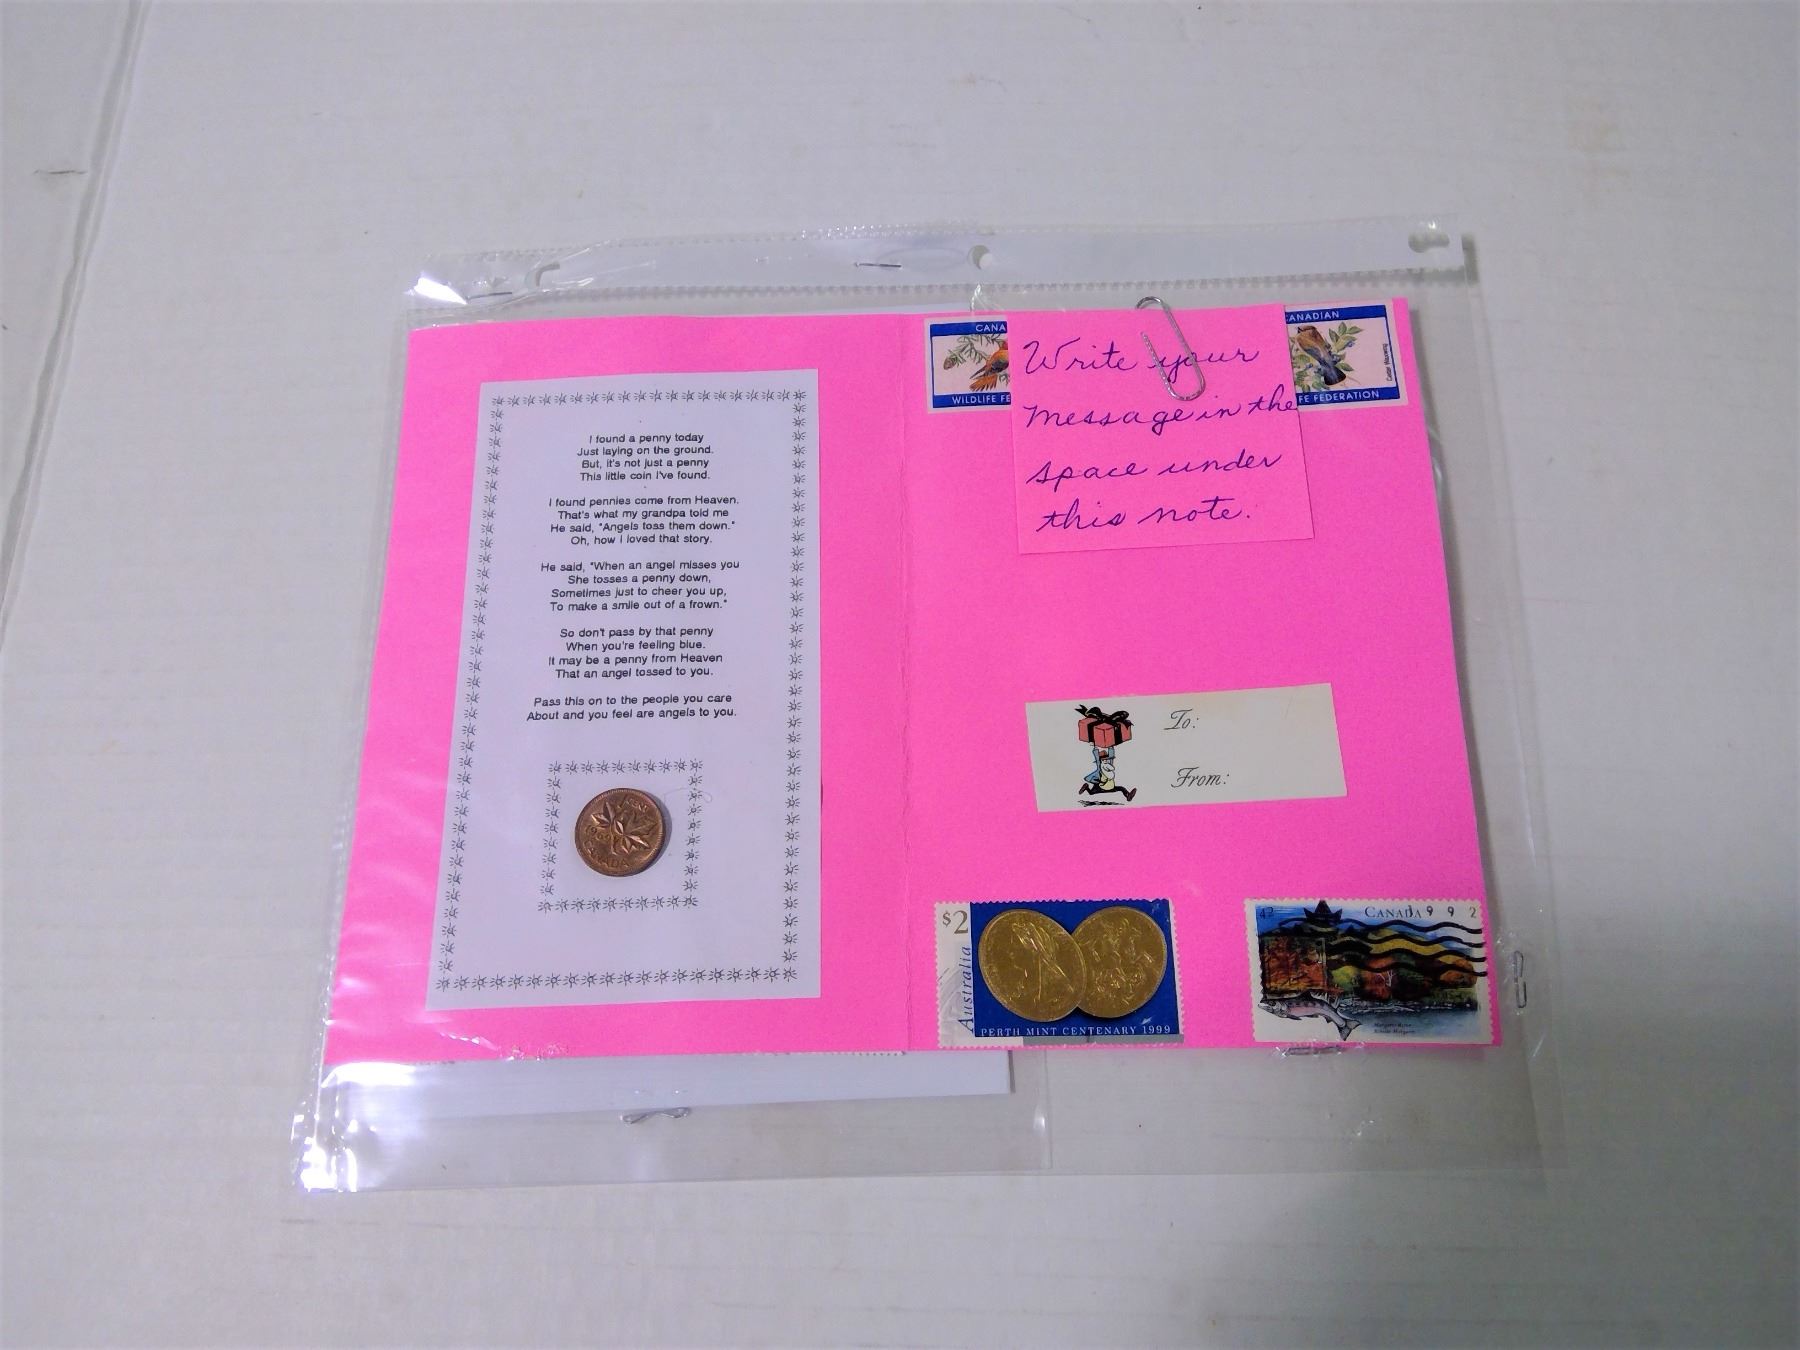 I found a penny today
Just laying on the ground.
But, it's not just a penny
This little coin I've found.
I found pennies come from Heaven.
That's what my grandpa told me
He said, "Angels toss them down."
Oh, how I loved that story.
He said, "When an angel misses you
She tosses a penny down,
Sometimes just to cheer you up,
To make a smile out of a frown."
So don't pass by that penny
When you're feeling blue.
It may be a penny from Heaven
That an angel tossed to you.
Pass this on to the people you care
About and you feel are angels to you.
CENT
CANADA
CANA
WILDLIFE FE
Write your
message in the
space under
this note.
ANADIAN
FE FEDERATION
To:
From:
$2
Australia
PERTH MINT CENTENARY 1999
42
CANADA
1992